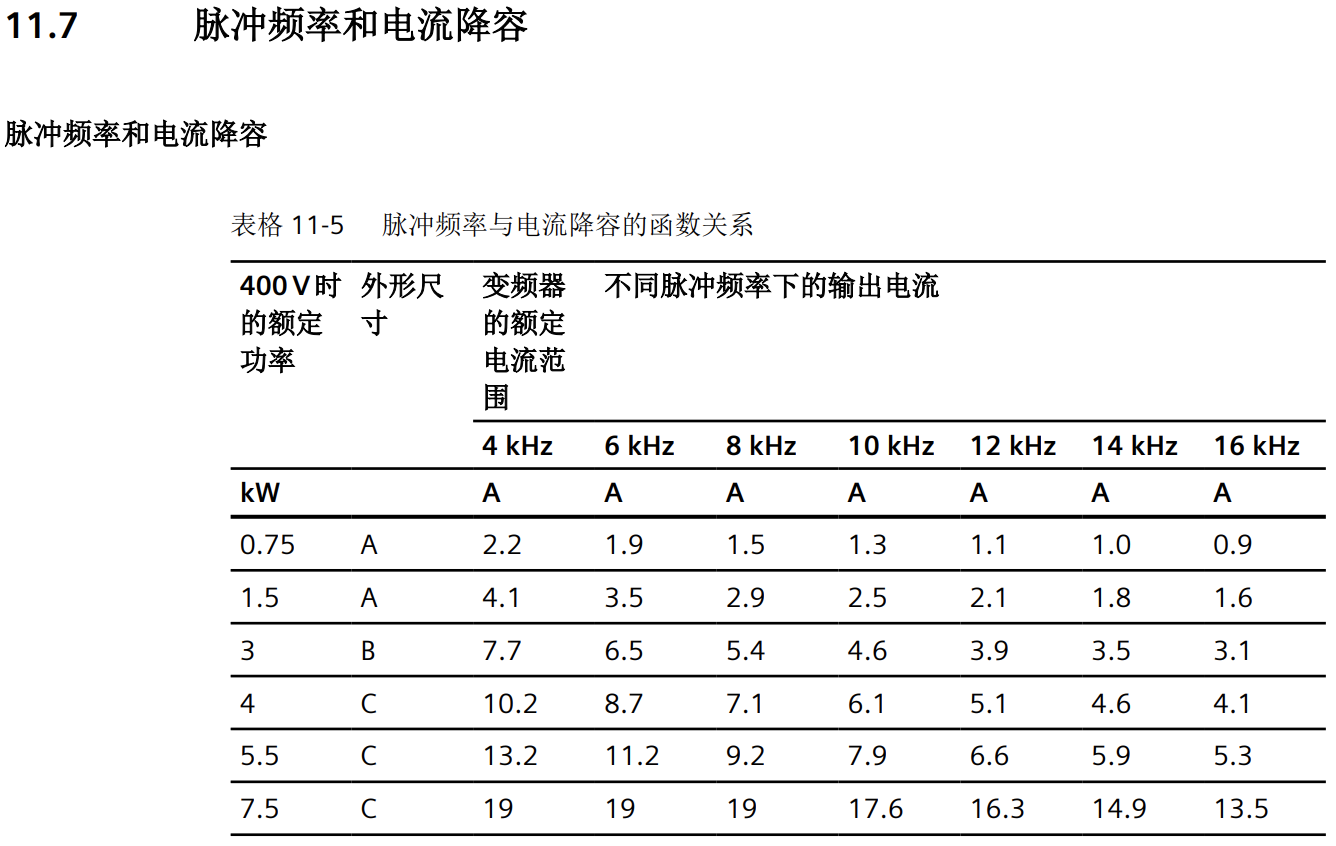 11.7 脉冲频率和电流降容
脉冲频率和电流降容
表格 11-5 脉冲频率与电流降容的函数关系
400 V 时的额定功率 外形尺寸 变频器的额定电流范围 不同脉冲频率下的输出电流
4 kHz 6 kHz 8 kHz 10 kHz 12 kHz 14 kHz 16 kHz
kW A A A A A A A
0.75 A 2.2 1.9 1.5 1.3 1.1 1.0 0.9
1.5 A 4.1 3.5 2.9 2.5 2.1 1.8 1.6
3 B 7.7 6.5 5.4 4.6 3.9 3.5 3.1
4 C 10.2 8.7 7.1 6.1 5.1 4.6 4.1
5.5 C 13.2 11.2 9.2 7.9 6.6 5.9 5.3
7.5 C 19 19 19 17.6 16.3 14.9 13.5